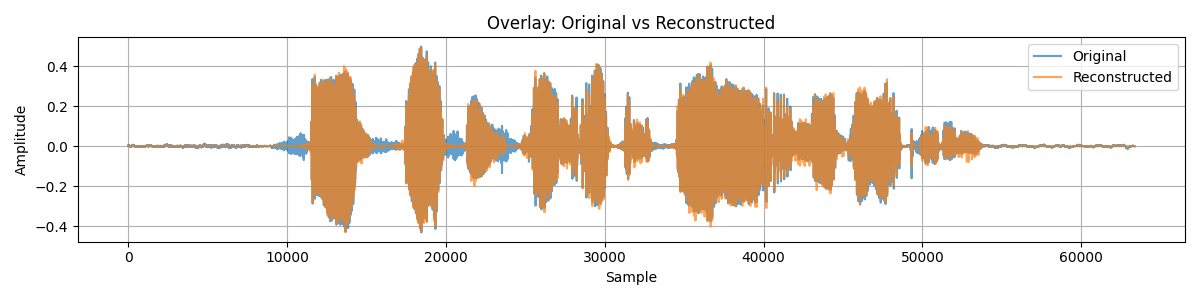 Overlay: Original vs Reconstructed
Original
Reconstructed
Amplitude
0.4
0.2
0.0
−0.2
−0.4
0 10000 20000 30000 40000 50000 60000
Sample